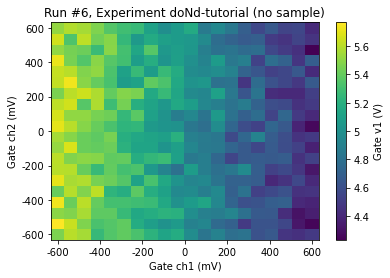 Run #6, Experiment doNd-tutorial (no sample)
600
400
200
0
-200
-400
-600
Gate ch2 (mV)
-600 -400 -200 0 200 400 600
Gate ch1 (mV)
5.6
5.4
5.2
5
4.8
4.6
4.4
Gate v1 (V)